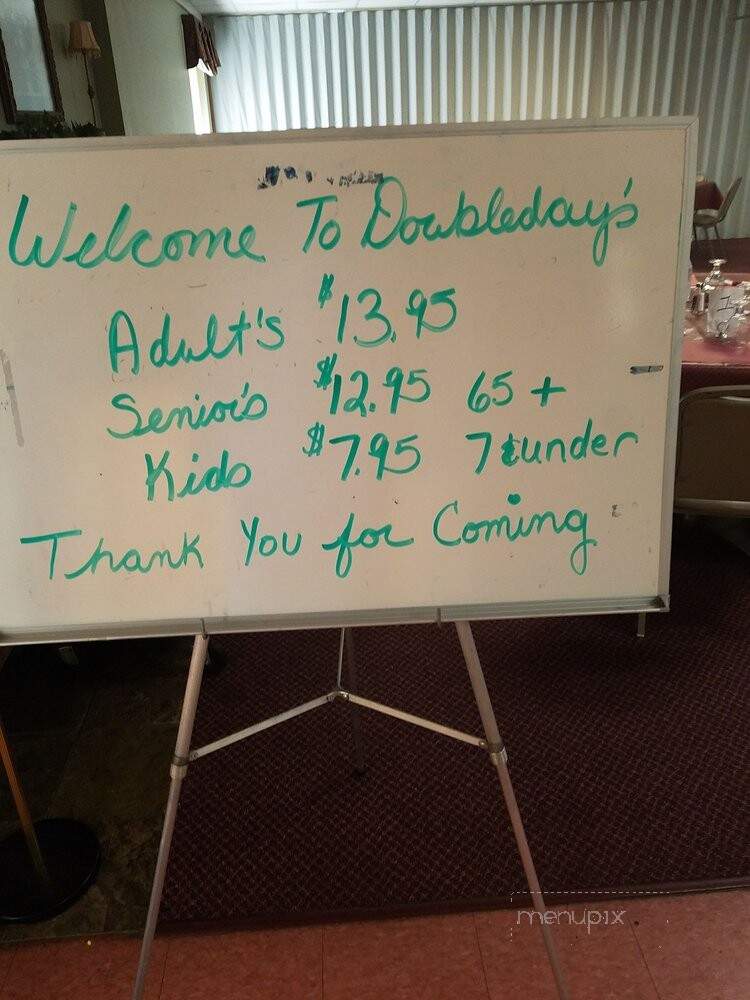 Welcome To Doubleday's
Adult's $13.95
Senior's $12.95 65+
Kids $7.95 7 & under
Thank You for Coming
menupix